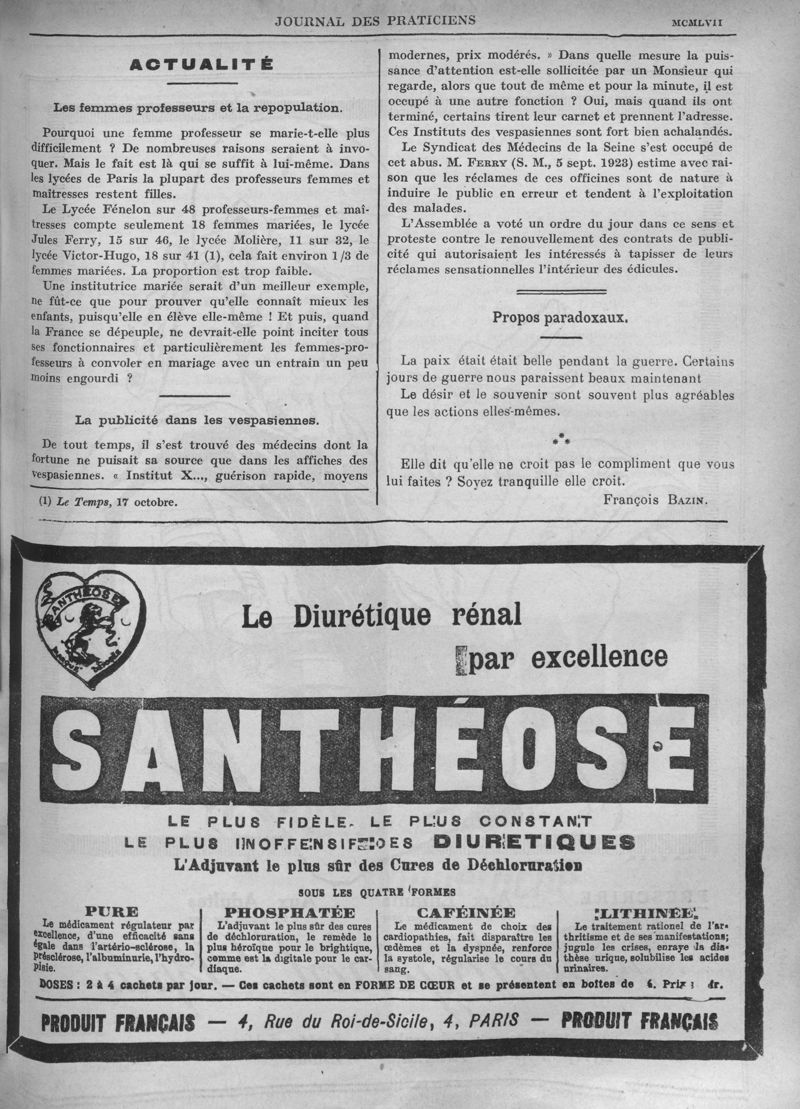 JOURNAL DES PRATICIENS
MCMLVII
ACTUALITÉ
Les femmes professeurs et la repopulation.
Pourquoi une femme professeur se marie-t-elle plus
difficilement ? De nombreuses raisons seraient à invo-
quer. Mais le fait est là qui se suffit à lui-même. Dans
les lycées de Paris la plupart des professeurs femmes et
maîtresses restent filles.
Le Lycée Fénelon sur 48 professeurs-femmes et maî-
tresses compte seulement 18 femmes mariées, le lycée
Jules Ferry, 15 sur 46, le lycée Molière, 11 sur 32, le
lycée Victor-Hugo, 18 sur 41 (1), cela fait environ 1/3 de
femmes mariées. La proportion est trop faible.
Une institutrice mariée serait d'un meilleur exemple,
ne fût-ce que pour prouver qu'elle connaît mieux les
enfants, puisqu'elle en élève elle-même ! Et puis, quand
la France se dépeuple, ne devrait-elle point inciter tous
ses fonctionnaires et particulièrement les femmes-pro-
fesseurs à convoler en mariage avec un entrain un peu
moins engourdi ?
La publicité dans les vespasiennes.
De tout temps, il s'est trouvé des médecins dont la
fortune ne puisait sa source que dans les affiches des
vespasiennes. « Institut X..., guérison rapide, moyens
(1) Le Temps, 17 octobre.
modernes, prix modérés. » Dans quelle mesure la puis-
sance d'attention est-elle sollicitée par un Monsieur qui
regarde, alors que tout de même et pour la minute, il est
occupé à une autre fonction ? Oui, mais quand ils ont
terminé, certains tirent leur carnet et prennent l'adresse.
Ces Instituts des vespasiennes sont fort bien achalandés.
Le Syndicat des Médecins de la Seine s'est occupé de
cet abus. M. FERRY (S. M., 5 sept. 1923) estime avec rai-
son que les réclames de ces officines sont de nature à
induire le public en erreur et tendent à l'exploitation
des malades.
L'Assemblée a voté un ordre du jour dans ce sens et
proteste contre le renouvellement des contrats de publi-
cité qui autorisaient les intéressés à tapisser de leurs
réclames sensationnelles l'intérieur des édicules.
Propos paradoxaux.
La paix était était belle pendant la guerre. Certains
jours de guerre nous paraissent beaux maintenant
Le désir et le souvenir sont souvent plus agréables
que les actions elles-mêmes.
* * *
Elle dit qu'elle ne croit pas le compliment que vous
lui faites ? Soyez tranquille elle croit.
François BAZIN.
SANTHÉOSE
Le Diurétique rénal
par excellence
SANTHÉOSE
LE PLUS FIDÈLE. LE PLUS CONSTANT
LE PLUS INOFFENSIF DES DIURETIQUES
L'Adjuvant le plus sûr des Cures de Déchloruration
SOUS LES QUATRE FORMES
PURE
Le médicament régulateur par
excellence, d'une efficacité sans
égale dans l'artério-sclérose, la
présclérose, l'albuminurie, l'hydro-
pisie.
PHOSPHATÉE
L'adjuvant le plus sûr des cures
de déchloruration, le remède le
plus héroïque pour le brightique,
comme est la digitale pour le car-
diaque.
CAFÉINÉE
Le médicament de choix des
cardiopathies, fait disparaître les
œdèmes et la dyspnée, renforce
la systole, régularise le cours du
sang.
LITHINÉE
Le traitement rationel de l'ar-
thritisme et de ses manifestations;
jugule les crises, enraye la dia-
thèse urique, solubilise les acides
urinaires.
DOSES : 2 à 4 cachets par jour. — Ces cachets sont en FORME DE CŒUR et se présentent en boîtes de Prix : fr.
PRODUIT FRANÇAIS — 4, Rue du Roi-de-Sicile, 4, PARIS — PRODUIT FRANÇAIS